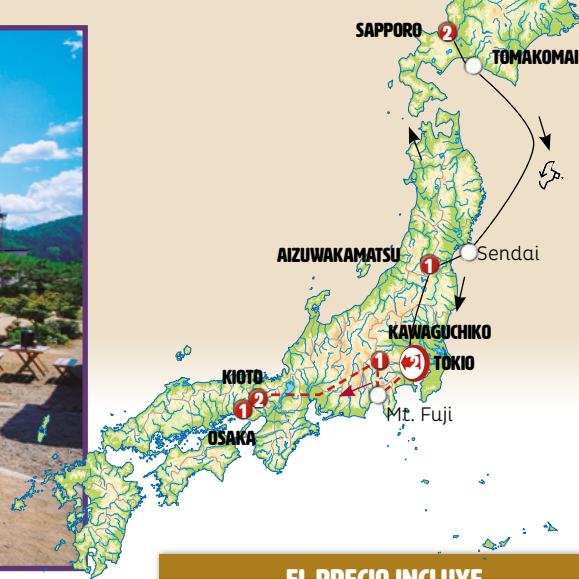 SAPPORO
2
TOMAKOMAI
AIZUWAKAMATSU
1
Sendai
KAWAGUCHIKO
1
2
TOKIO
KIOTO
2
1
Mt. Fuji
OSAKA
EL PRECIO INCLUYE